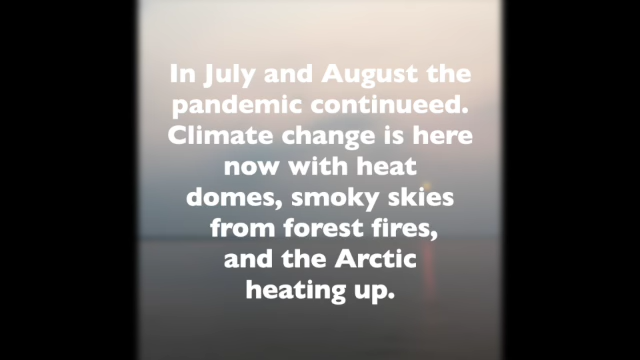 In July and August the
pandemic continueed.
Climate change is here
now with heat
domes, smoky skies
from forest fires,
and the Arctic
heating up.